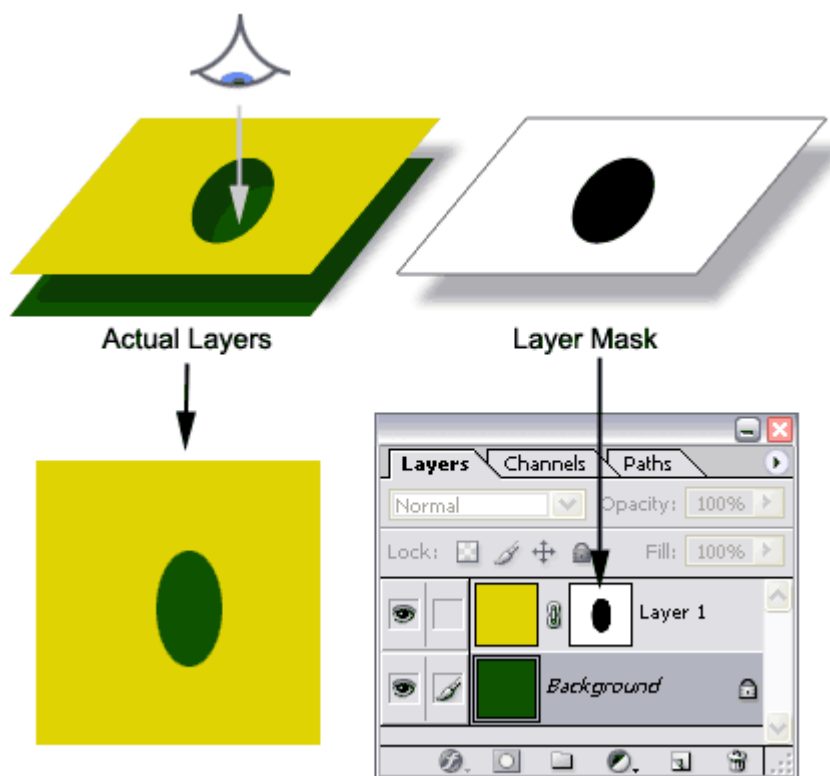 Actual Layers
Layer Mask
Layers Channels Paths
Normal Opacity: 100%
Lock: Fill: 100%
Layer 1
Background